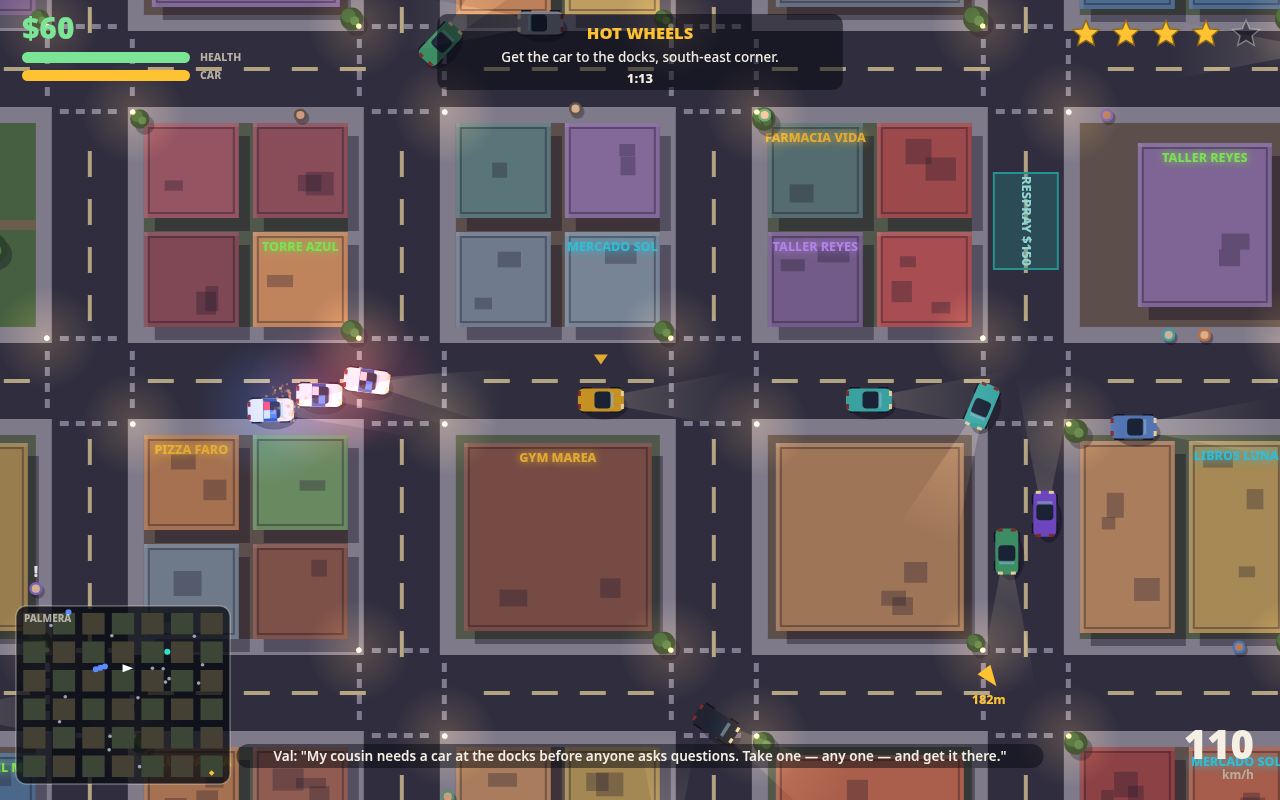 $60
HEALTH
CAR
HOT WHEELS
Get the car to the docks, south-east corner.
1:13
FARMACIA VIDA
TALLER REYES
RESPRAY $150
TORRE AZUL
MERCADO SOL
TALLER REYES
PIZZA FARO
GYM MAREA
LIBROS LUNA
!
PALMERA
182m
Val: "My cousin needs a car at the docks before anyone asks questions. Take one — any one — and get it there."
110
km/h
MERCADO SOL